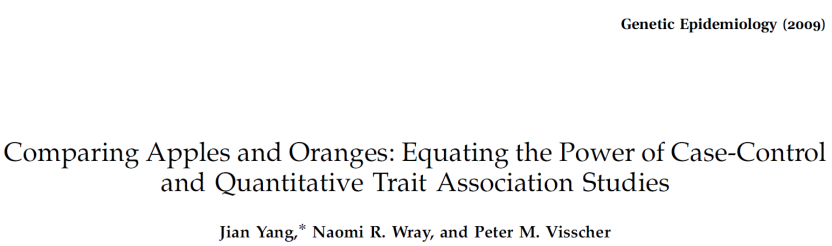 Genetic Epidemiology (2009)
Comparing Apples and Oranges: Equating the Power of Case-Control
and Quantitative Trait Association Studies
Jian Yang,* Naomi R. Wray, and Peter M. Visscher